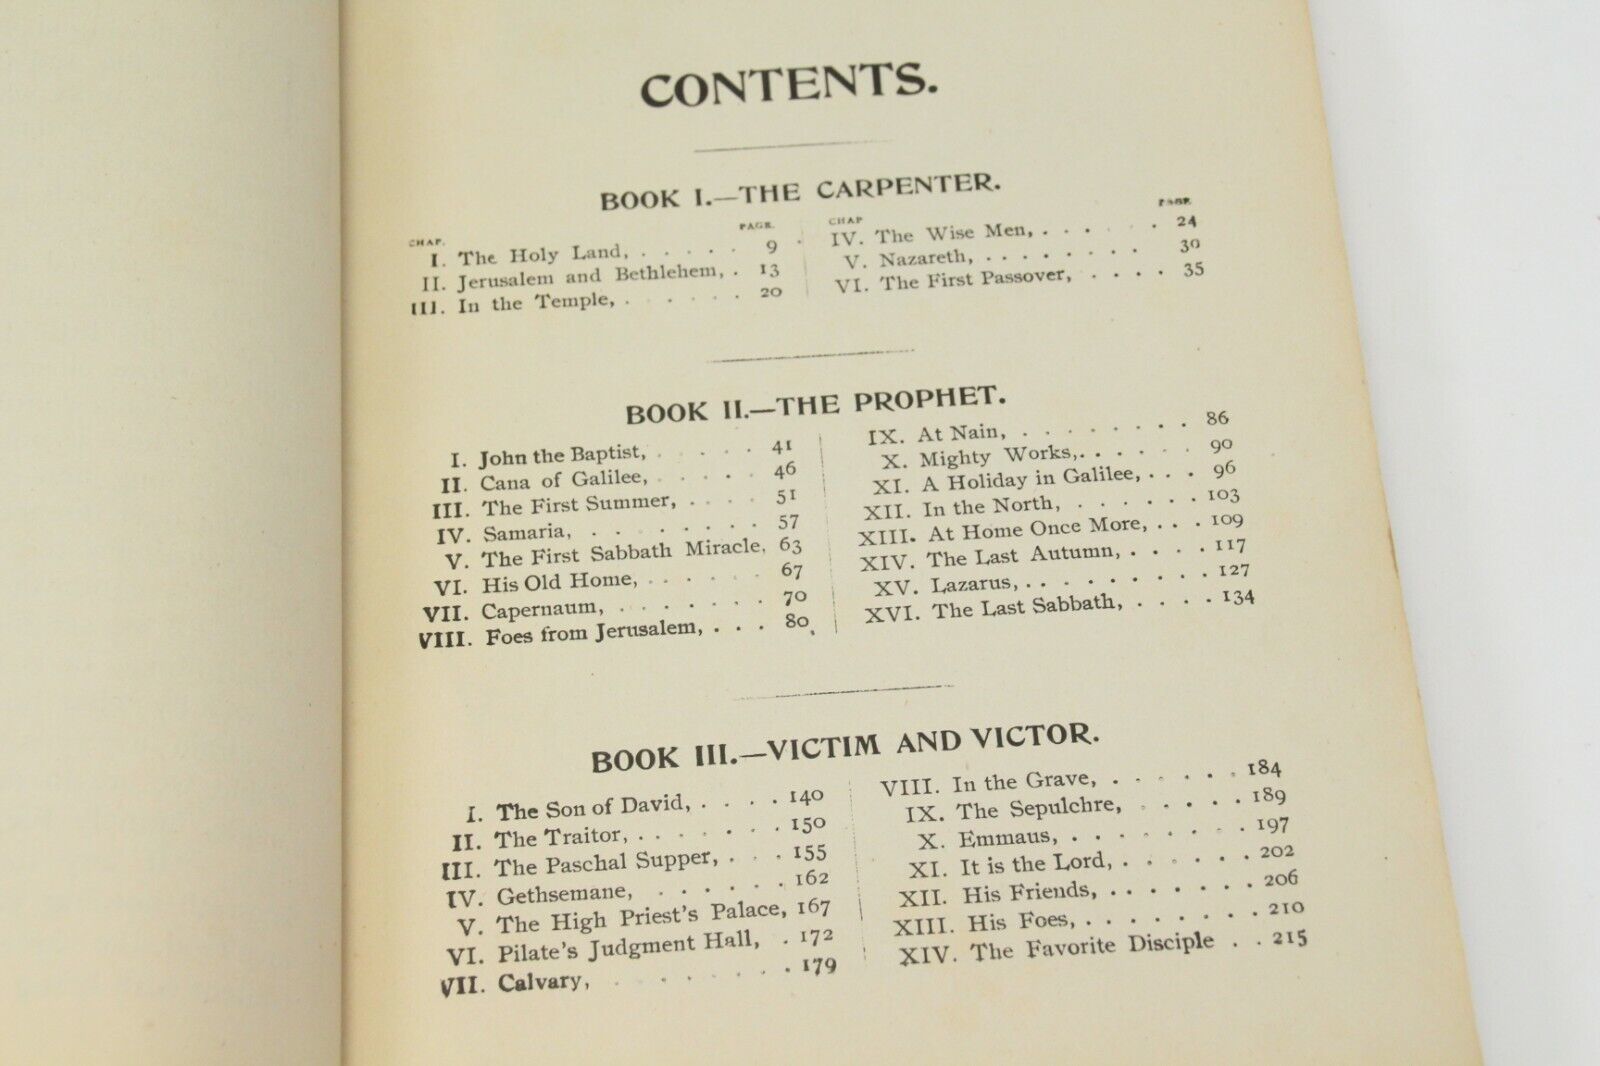 CONTENTS.
BOOK I.—THE CARPENTER.
CHAP. PAGE.
I. The Holy Land, . . . . . 9
II. Jerusalem and Bethlehem, . 13
III. In the Temple, . . . . . . 20
CHAP PAGE.
IV. The Wise Men, . . . . . . 24
V. Nazareth, . . . . . . . . 30
VI. The First Passover, . . . . 35
BOOK II.—THE PROPHET.
I. John the Baptist, . . . . . 41
II. Cana of Galilee, . . . . . 46
III. The First Summer, . . . . 51
IV. Samaria, . . . . . . . . 57
V. The First Sabbath Miracle, 63
VI. His Old Home, . . . . . . 67
VII. Capernaum, . . . . . . . 70
VIII. Foes from Jerusalem, . . . 80
IX. At Nain, . . . . . . . . 86
X. Mighty Works, . . . . . . 90
XI. A Holiday in Galilee, . . . 96
XII. In the North, . . . . . . 103
XIII. At Home Once More, . . . 109
XIV. The Last Autumn, . . . . 117
XV. Lazarus, . . . . . . . . . 127
XVI. The Last Sabbath, . . . . 134
BOOK III.—VICTIM AND VICTOR.
I. The Son of David, . . . . 140
II. The Traitor, . . . . . . . 150
III. The Paschal Supper, . . . 155
IV. Gethsemane, . . . . . . 162
V. The High Priest's Palace, 167
VI. Pilate's Judgment Hall, . 172
VII. Calvary, . . . . . . . . 179
VIII. In the Grave, . . . . . . 184
IX. The Sepulchre, . . . . . 189
X. Emmaus, . . . . . . . . 197
XI. It is the Lord, . . . . . . 202
XII. His Friends, . . . . . . . 206
XIII. His Foes, . . . . . . . . 210
XIV. The Favorite Disciple . . 215